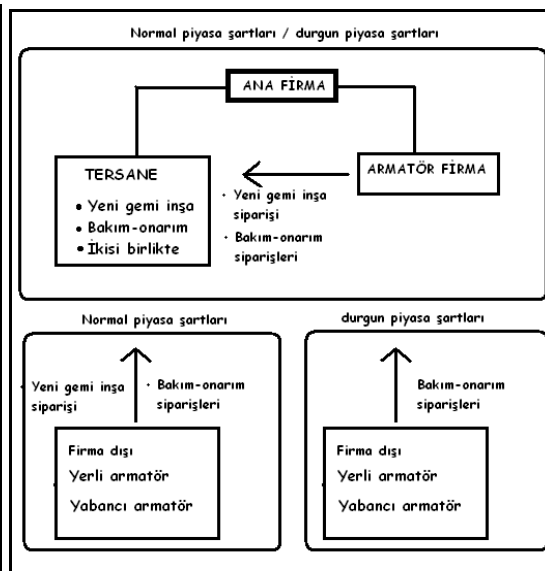 Normal piyasa şartları / durgun piyasa şartları
ANA FİRMA
TERSANE
• Yeni gemi inşa
• Bakım-onarım
• İkisi birlikte
ARMATÖR FİRMA
· Yeni gemi inşa
siparişi
· Bakım-onarım
siparişleri
Normal piyasa şartları
· Yeni gemi inşa
siparişi
· Bakım-onarım
siparişleri
Firma dışı
Yerli armatör
Yabancı armatör
durgun piyasa şartları
Bakım-onarım
siparişleri
Firma dışı
Yerli armatör
Yabancı armatör